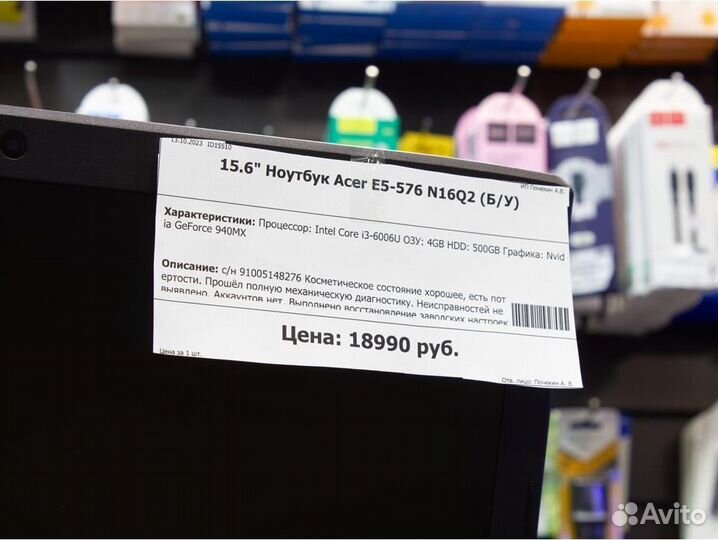 13.10.2023 ID15510
ИП Почекин А.В.
15.6" Ноутбук Acer E5-576 N16Q2 (Б/У)
Характеристики: Процессор: Intel Core i3-6006U ОЗУ: 4GB HDD: 500GB Графика: Nvid
ia GeForce 940MX
Описание: с/н 91005148276 Косметическое состояние хорошее, есть пот
ертости. Прошёл полную механическую диагностику. Неисправностей не
выявлено. Аккаунтов нет. Выполнено восстановление заводских настроек
Цена: 18990 руб.
Цена за 1 шт.
Отв. лицо: Почекин А. В.
Avito